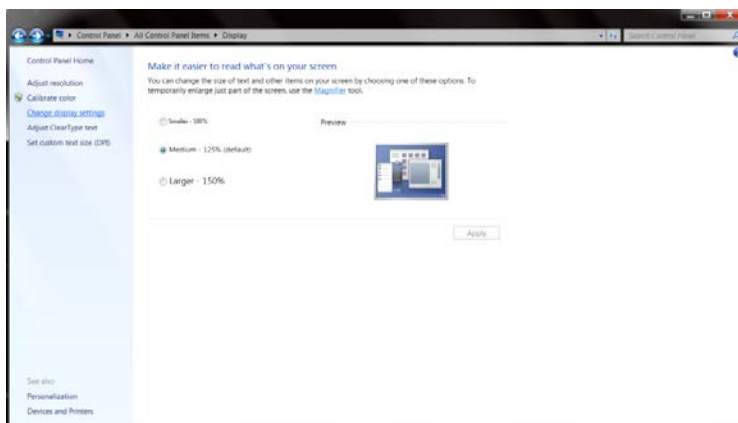 Control Panel ▸ All Control Panel Items ▸ Display
Search Control Panel
Control Panel Home
Adjust resolution
Calibrate color
Change display settings
Adjust ClearType text
Set custom text size (DPI)
Make it easier to read what's on your screen
You can change the size of text and other items on your screen by choosing one of these options. To
temporarily enlarge just part of the screen, use the Magnifier tool.
Smaller - 100%
Preview
Medium - 125% (default)
Larger - 150%
Apply
See also
Personalization
Devices and Printers